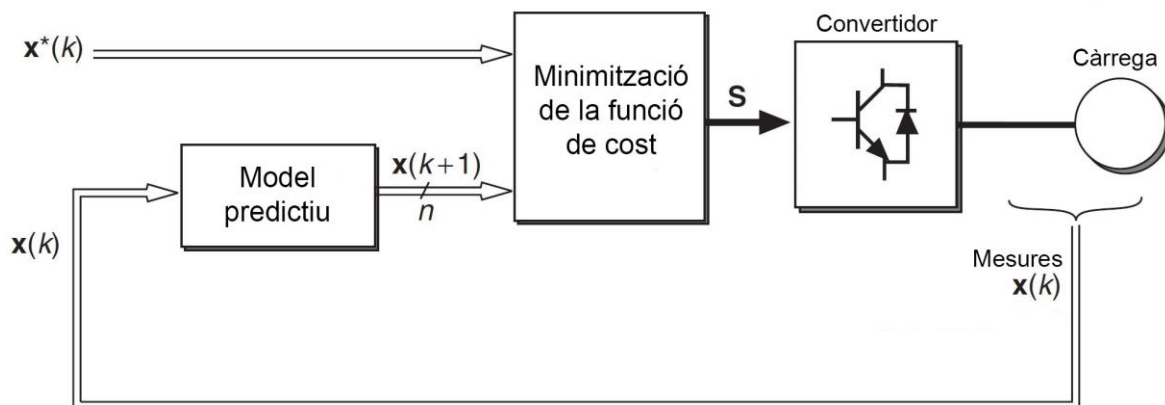 x*(k)
Minimització
de la funció
de cost
S
Convertidor
Càrrega
Model
predictiu
x(k+1)
n
x(k)
Mesures
x(k)